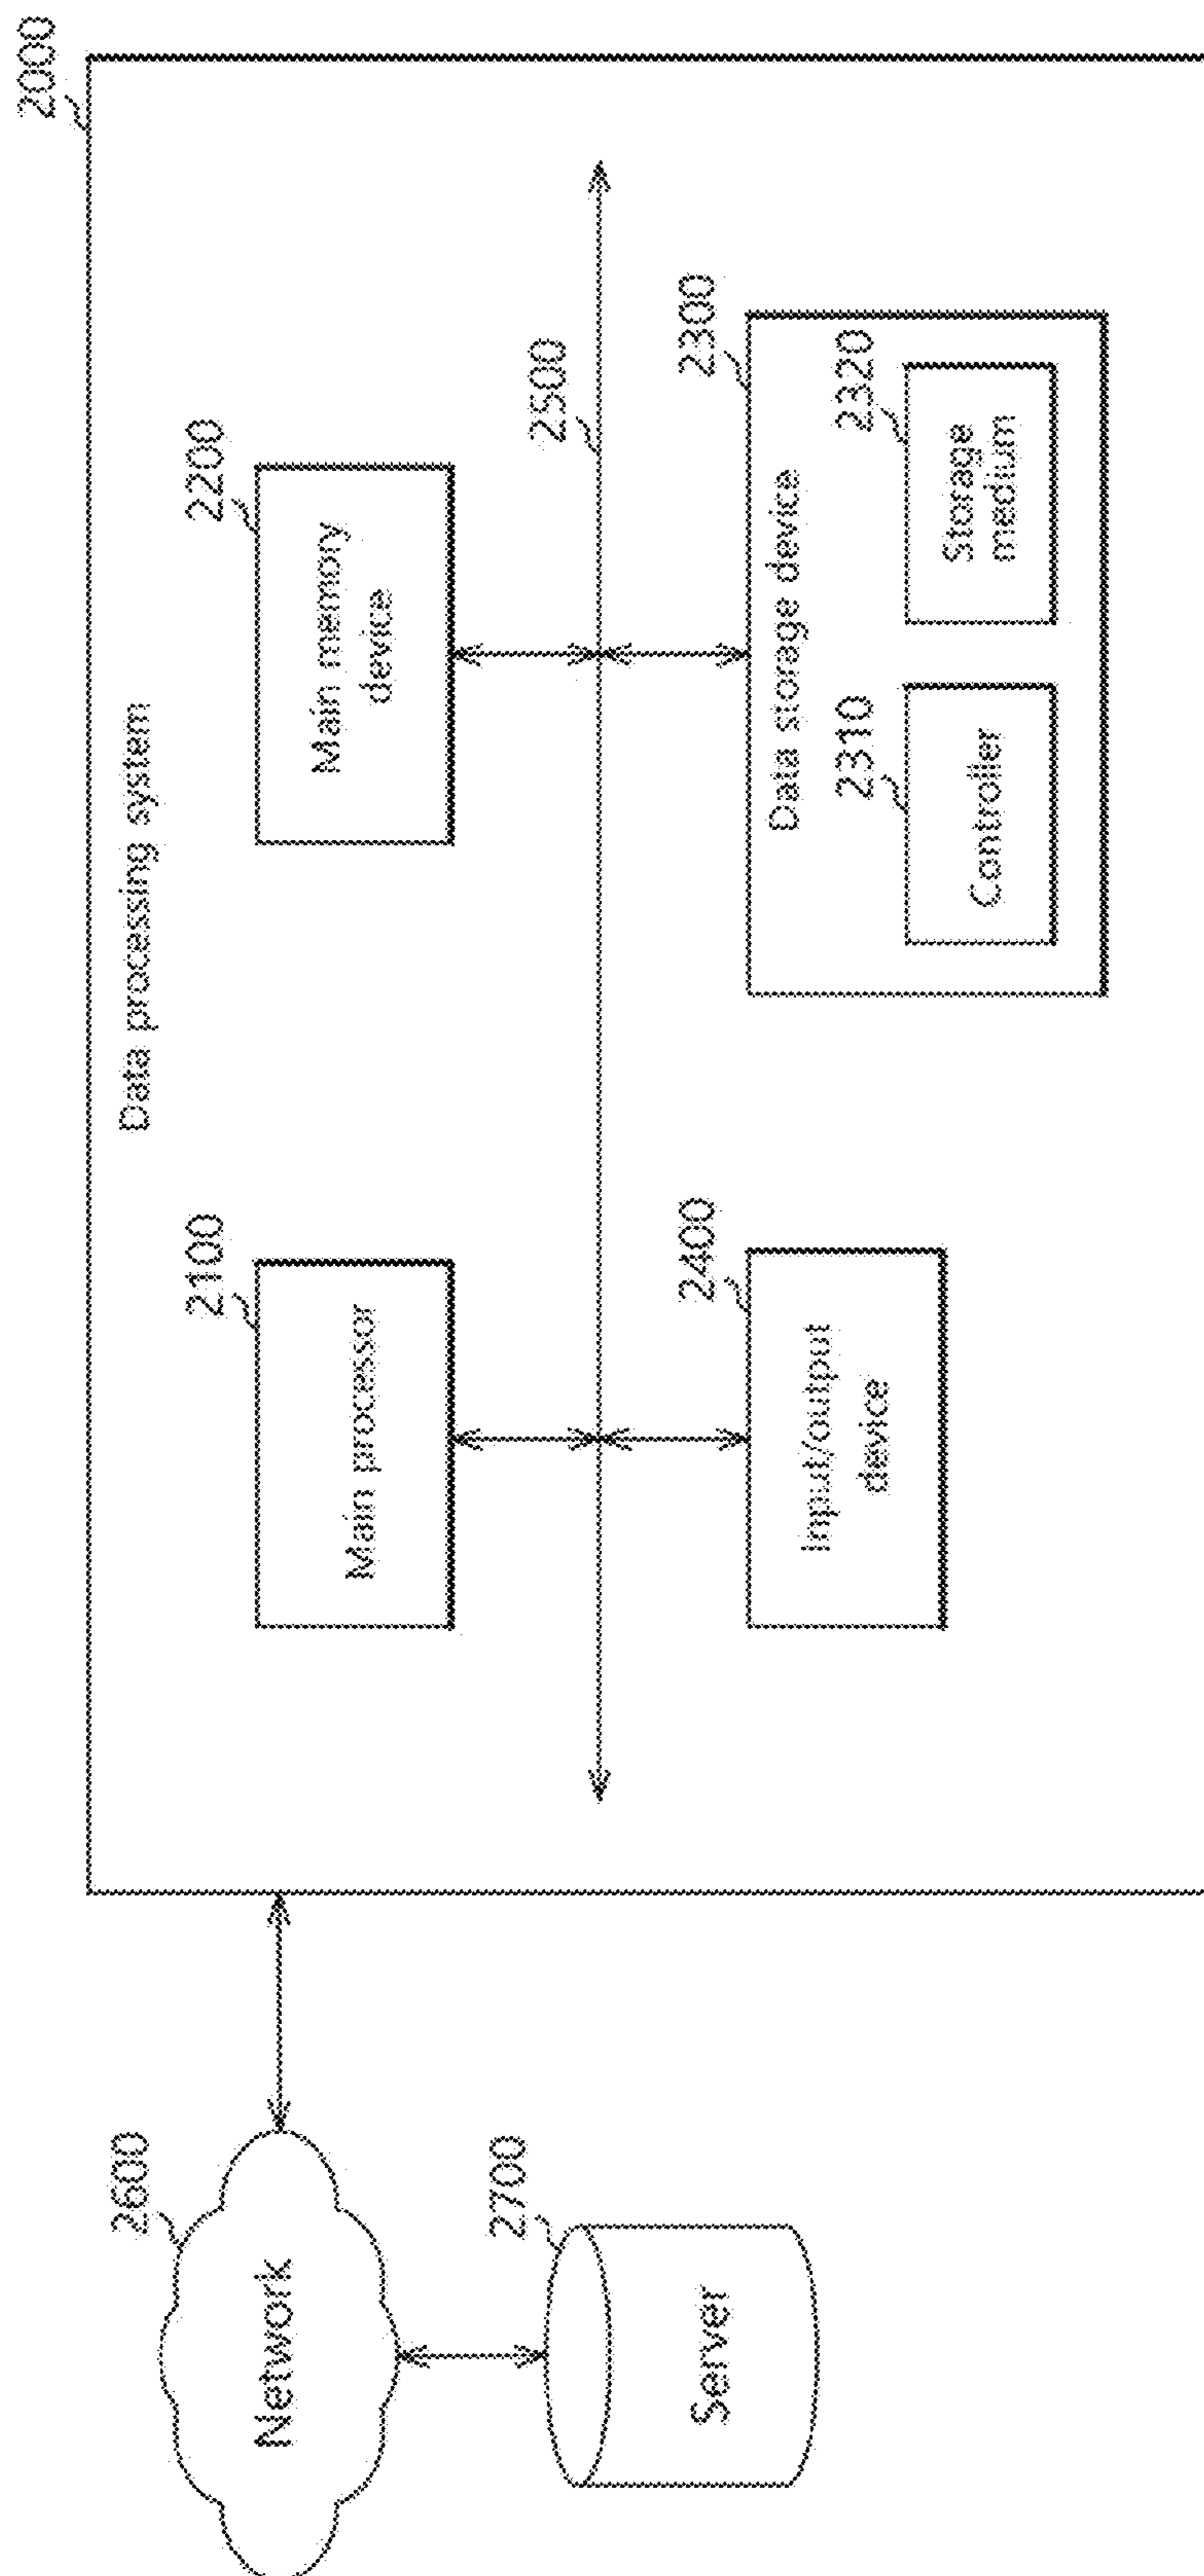 2000
Data processing system
2600
Network
2700
Server
2100
Main processor
2200
Main memory
device
2500
2400
Input/output
device
2300
Data storage device
2310
Controller
2320
Storage
medium